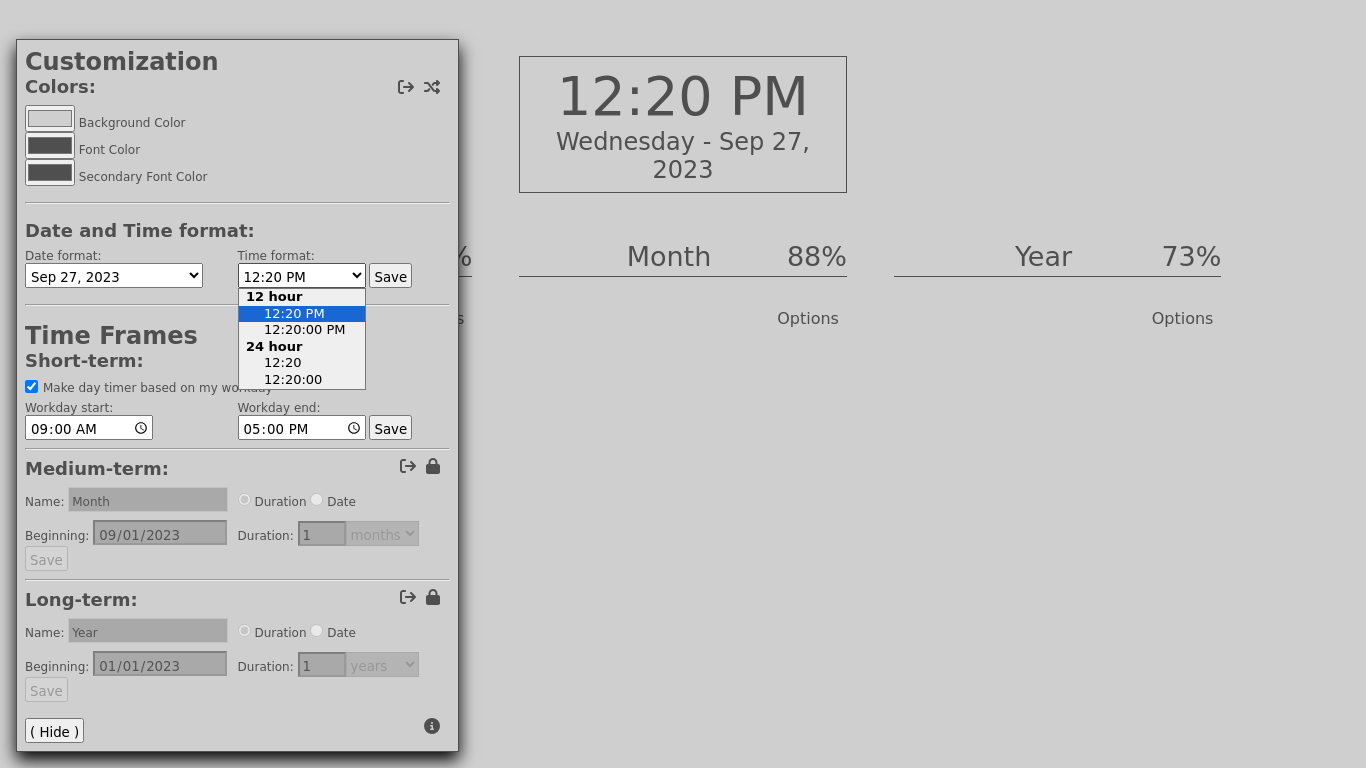 Customization
Colors:
Background Color
Font Color
Secondary Font Color
Date and Time format:
Date format:
Time format:
Sep 27, 2023
12:20 PM
Save
12 hour
12:20 PM
12:20:00 PM
24 hour
12:20
12:20:00
Time Frames
Short-term:
Make day timer based on my workday
Workday start:
Workday end:
09:00 AM
05:00 PM
Save
Medium-term:
Name: Month
Duration
Date
Beginning: 09/01/2023
Duration: 1 months
Save
Long-term:
Name: Year
Duration
Date
Beginning: 01/01/2023
Duration: 1 years
Save
( Hide )
12:20 PM
Wednesday - Sep 27,
2023
%
Month 88%
Year 73%
s
Options
Options